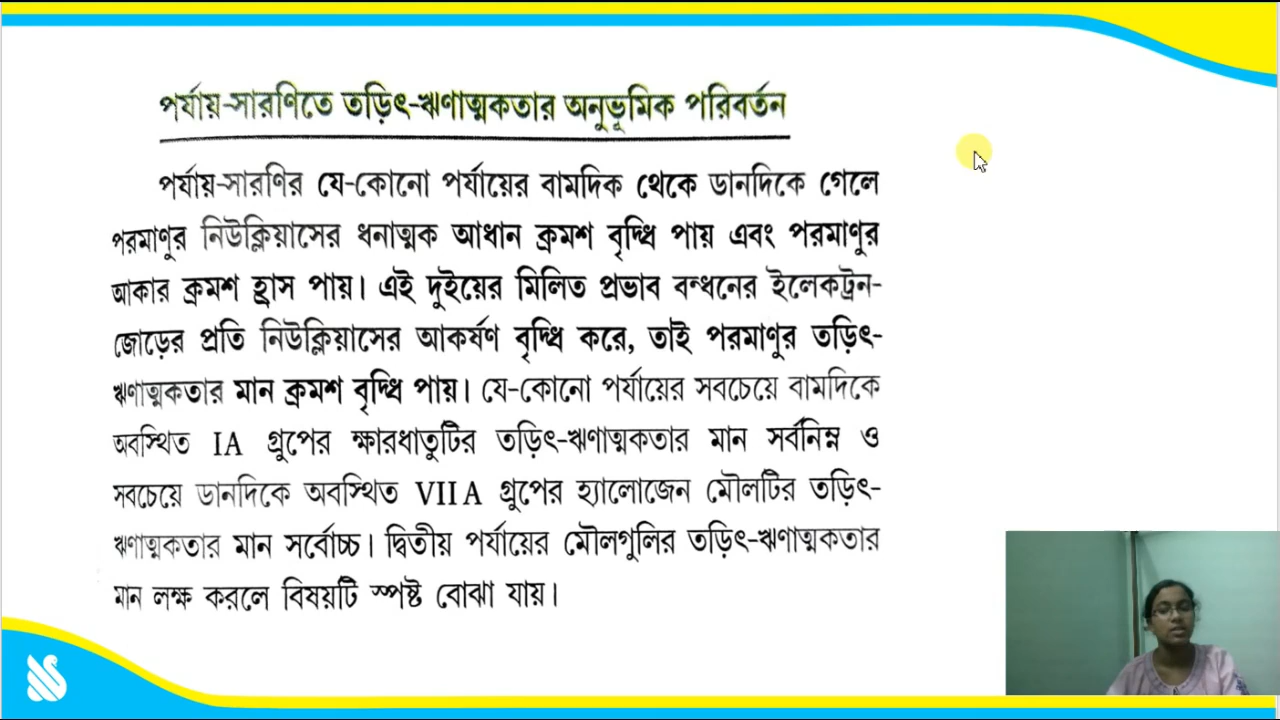 পর্যায়-সারণিতে তড়িৎ-ঋণাত্মকতার অনুভূমিক পরিবর্তন
পর্যায়-সারণির যে-কোনো পর্যায়ের বামদিক থেকে ডানদিকে গেলে
পরমাণুর নিউক্লিয়াসের ধনাত্মক আধান ক্রমশ বৃদ্ধি পায় এবং পরমাণুর
আকার ক্রমশ হ্রাস পায়। এই দুইয়ের মিলিত প্রভাব বন্ধনের ইলেকট্রন-
জোড়ের প্রতি নিউক্লিয়াসের আকর্ষণ বৃদ্ধি করে, তাই পরমাণুর তড়িৎ-
ঋণাত্মকতার মান ক্রমশ বৃদ্ধি পায়। যে-কোনো পর্যায়ের সবচেয়ে বামদিকে
অবস্থিত IA গ্রুপের ক্ষারধাতুটির তড়িৎ-ঋণাত্মকতার মান সর্বনিম্ন ও
সবচেয়ে ডানদিকে অবস্থিত VIIA গ্রুপের হ্যালোজেন মৌলটির তড়িৎ-
ঋণাত্মকতার মান সর্বোচ্চ। দ্বিতীয় পর্যায়ের মৌলগুলির তড়িৎ-ঋণাত্মকতার
মান লক্ষ করলে বিষয়টি স্পষ্ট বোঝা যায়।